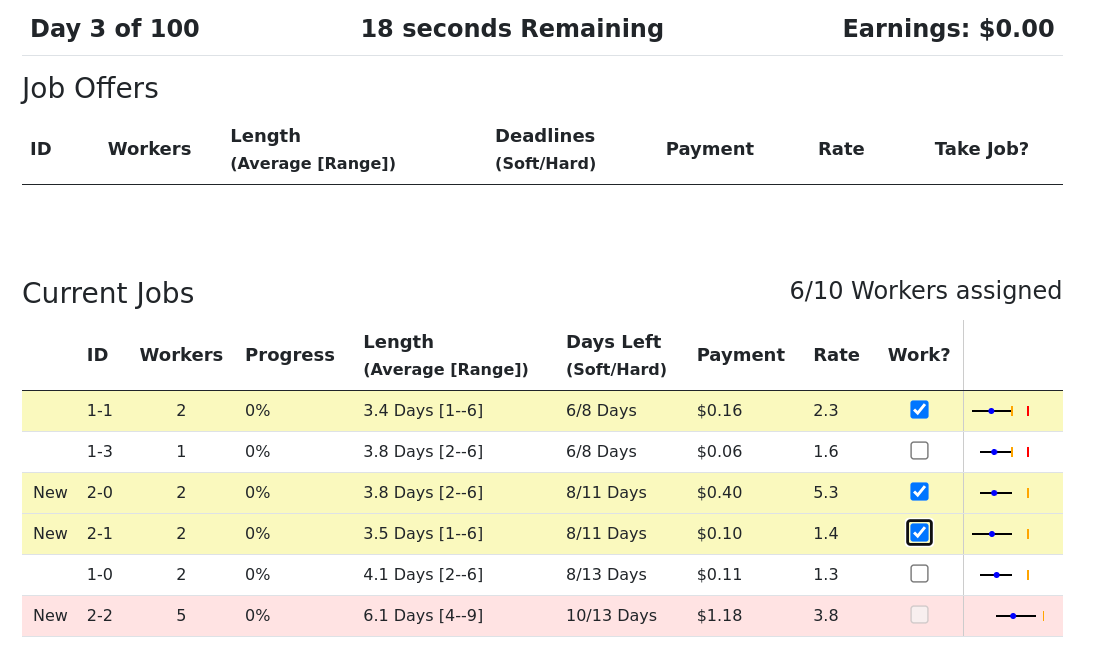 Day 3 of 100 18 seconds Remaining Earnings: $0.00
Job Offers
ID Workers Length (Average [Range]) Deadlines (Soft/Hard) Payment Rate Take Job?
Current Jobs 6/10 Workers assigned
ID Workers Progress Length (Average [Range]) Days Left (Soft/Hard) Payment Rate Work?
1-1 2 0% 3.4 Days [1--6] 6/8 Days $0.16 2.3
1-3 1 0% 3.8 Days [2--6] 6/8 Days $0.06 1.6
New 2-0 2 0% 3.8 Days [2--6] 8/11 Days $0.40 5.3
New 2-1 2 0% 3.5 Days [1--6] 8/11 Days $0.10 1.4
1-0 2 0% 4.1 Days [2--6] 8/13 Days $0.11 1.3
New 2-2 5 0% 6.1 Days [4--9] 10/13 Days $1.18 3.8